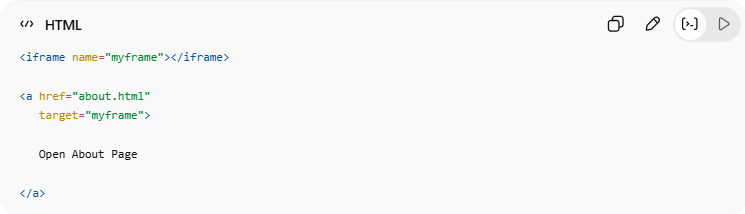 HTML
<iframe name="myframe"></iframe>
<a href="about.html"
target="myframe">
Open About Page
</a>